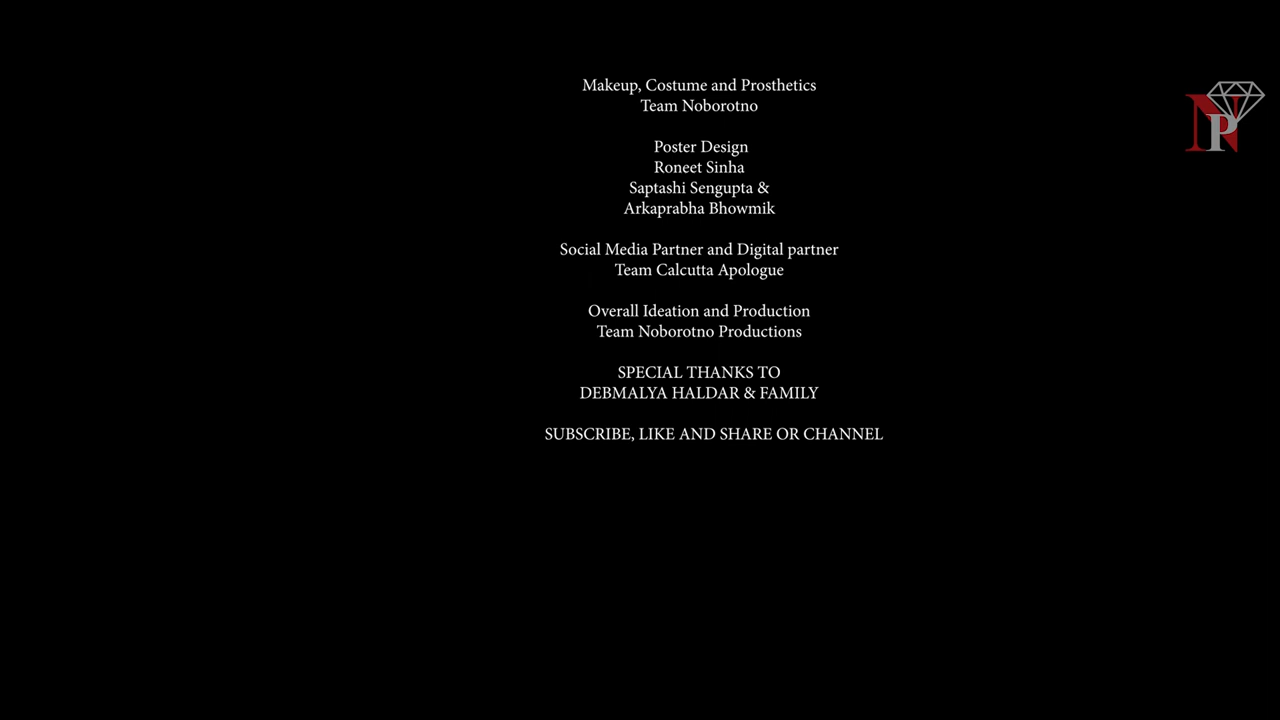 Makeup, Costume and Prosthetics
Team Noborotno
Poster Design
Roneet Sinha
Saptashi Sengupta &
Arkaprabha Bhowmik
Social Media Partner and Digital partner
Team Calcutta Apologue
Overall Ideation and Production
Team Noborotno Productions
SPECIAL THANKS TO
DEBMALYA HALDAR & FAMILY
SUBSCRIBE, LIKE AND SHARE OR CHANNEL
NP